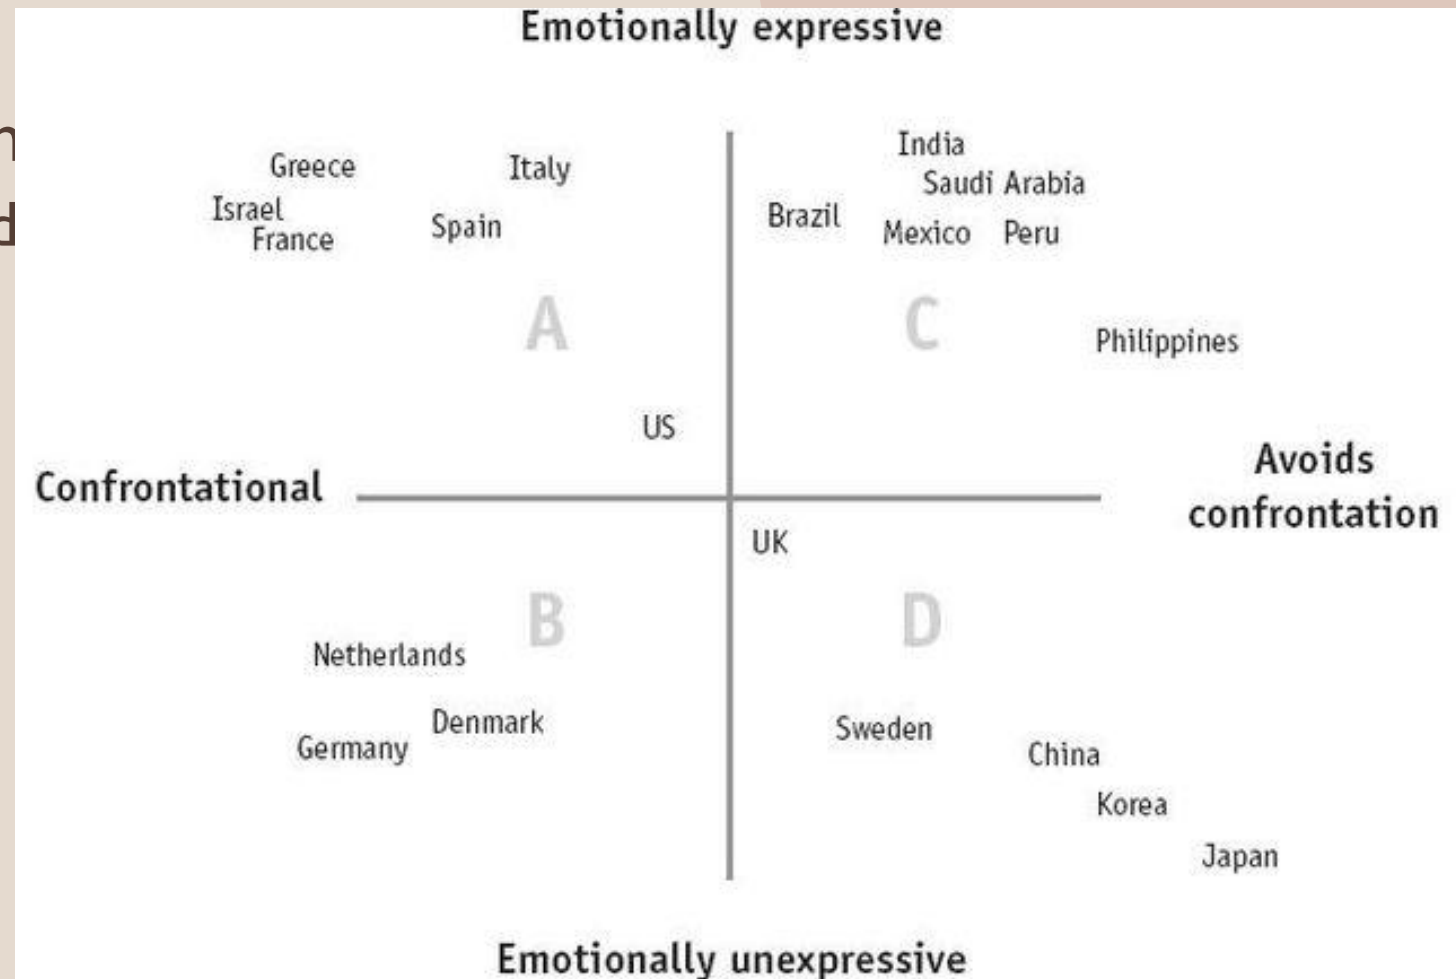 Emotionally expressive
India
Greece
Italy
Saudi Arabia
Israel
Brazil
Spain
Mexico Peru
France
A
C
Philippines
US
Avoids
confrontation
Confrontational
UK
B
D
Netherlands
Denmark
Sweden
Germany
China
Korea
Japan
Emotionally unexpressive